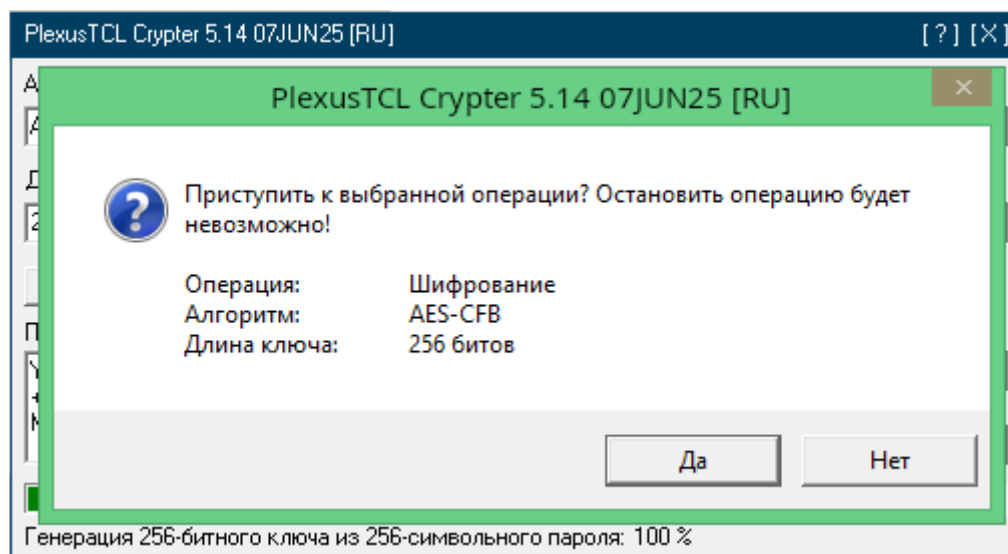 PlexusTCL Crypter 5.14 07JUN25 [RU] [ ? ] [X]
PlexusTCL Crypter 5.14 07JUN25 [RU]
Приступить к выбранной операции? Остановить операцию будет
невозможно!
Операция: Шифрование
Алгоритм: AES-CFB
Длина ключа: 256 битов
Да Нет
Генерация 256-битного ключа из 256-символьного пароля: 100 %